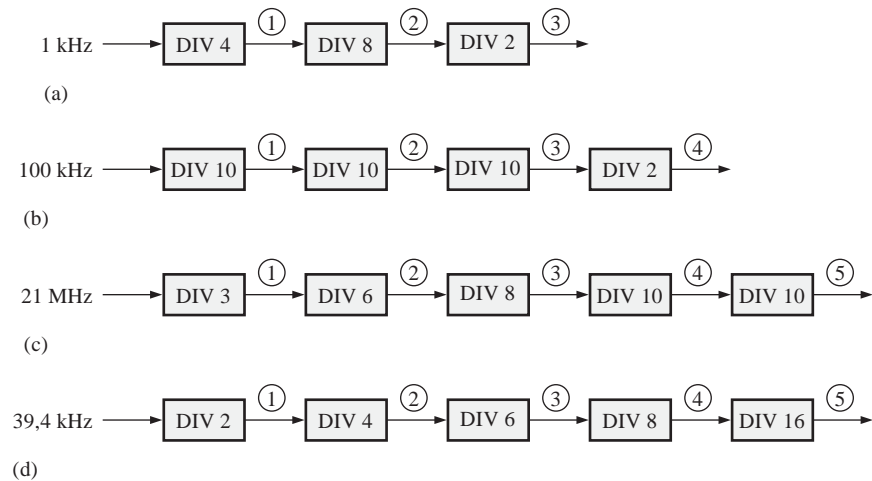 ① ② ③
1 kHz DIV 4 DIV 8 DIV 2
(a)
① ② ③ ④
100 kHz DIV 10 DIV 10 DIV 10 DIV 2
(b)
① ② ③ ④ ⑤
21 MHz DIV 3 DIV 6 DIV 8 DIV 10 DIV 10
(c)
① ② ③ ④ ⑤
39,4 kHz DIV 2 DIV 4 DIV 6 DIV 8 DIV 16
(d)